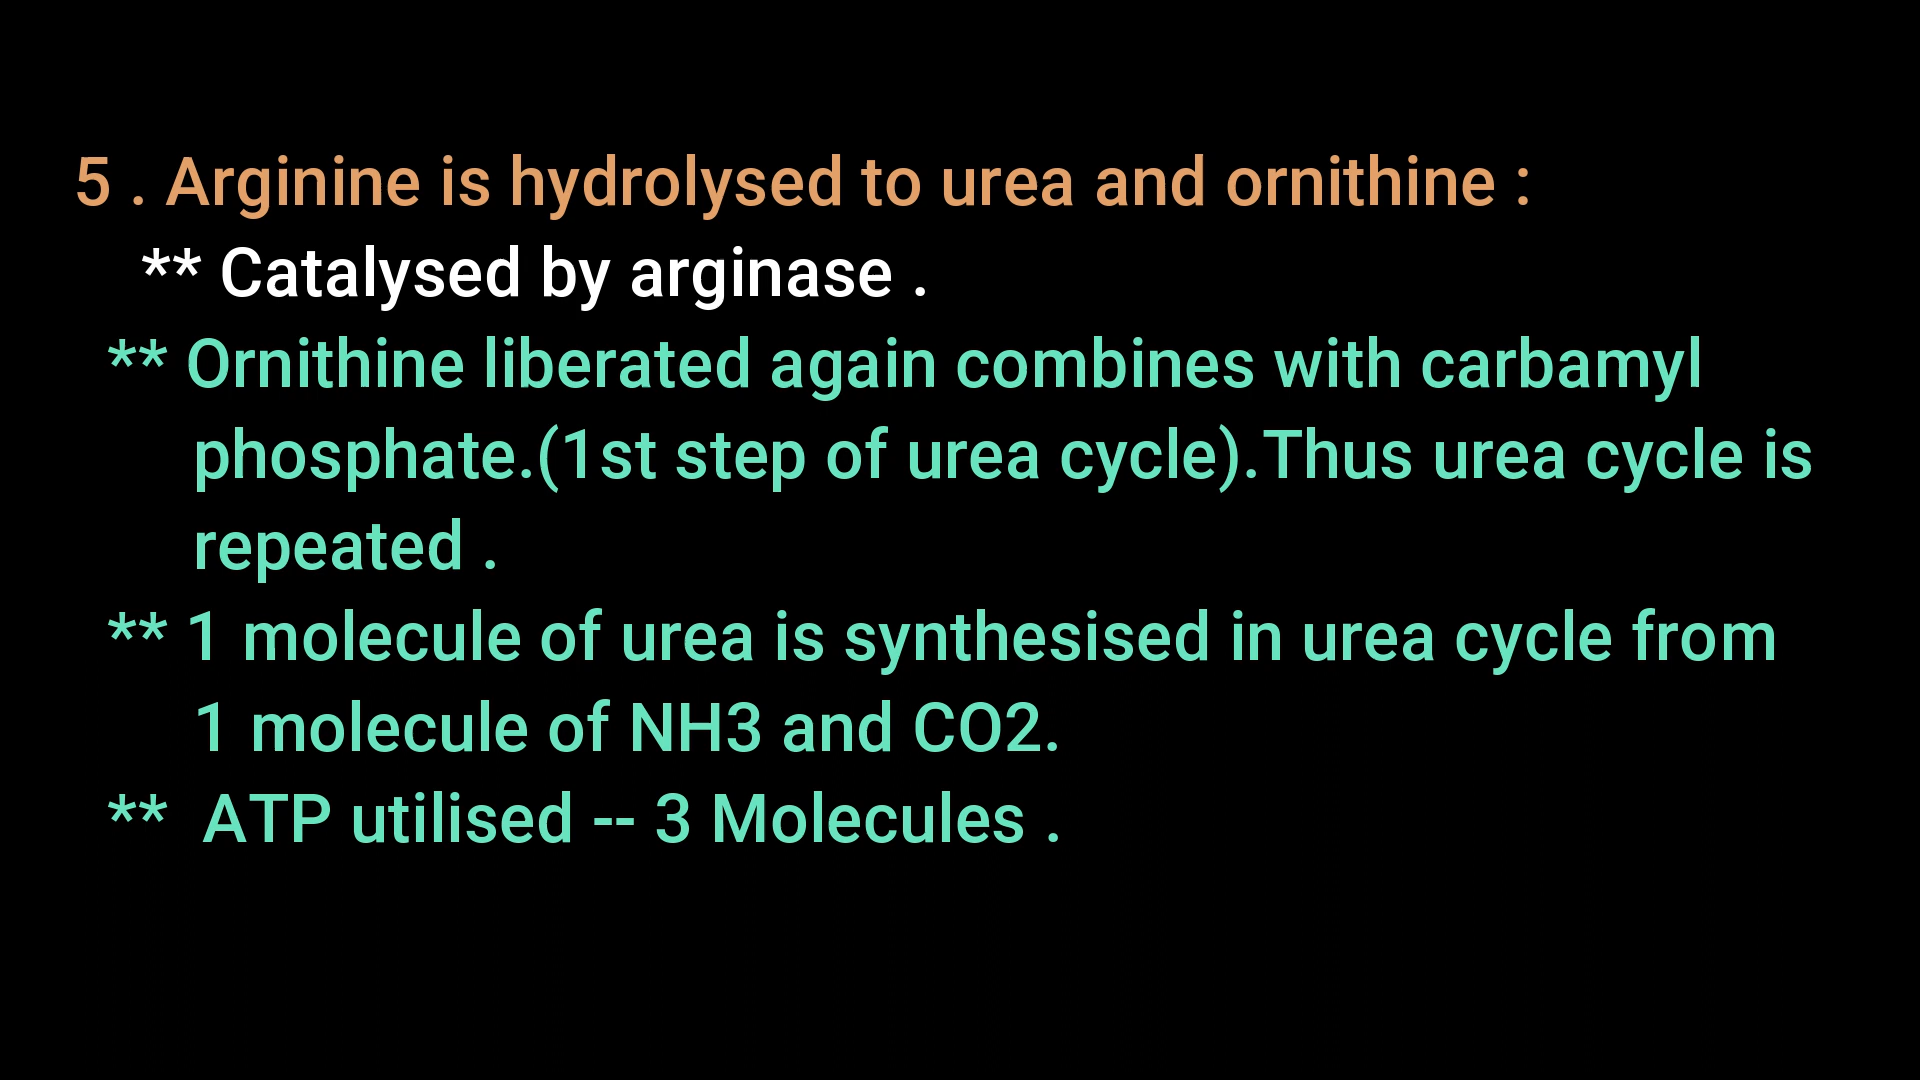 5 . Arginine is hydrolysed to urea and ornithine :
** Catalysed by arginase .
** Ornithine liberated again combines with carbamyl
phosphate.(1st step of urea cycle).Thus urea cycle is
repeated .
** 1 molecule of urea is synthesised in urea cycle from
1 molecule of NH3 and CO2.
** ATP utilised -- 3 Molecules .